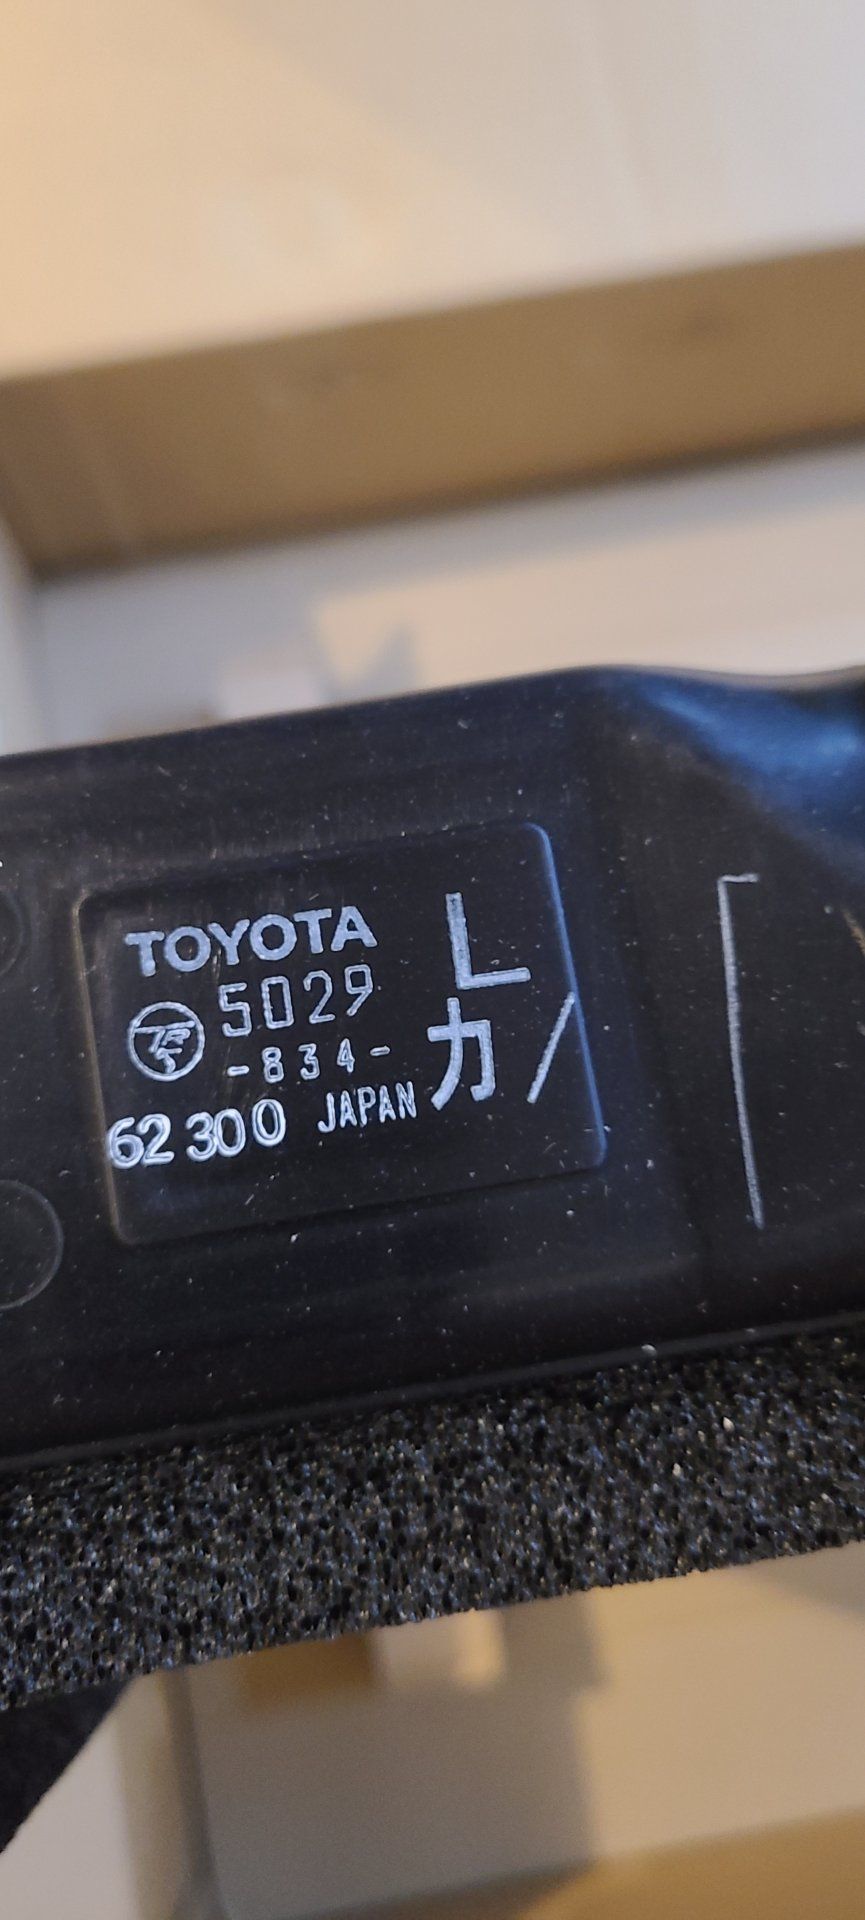 TOYOTA
5029
-834-
62300 JAPAN
L
カ